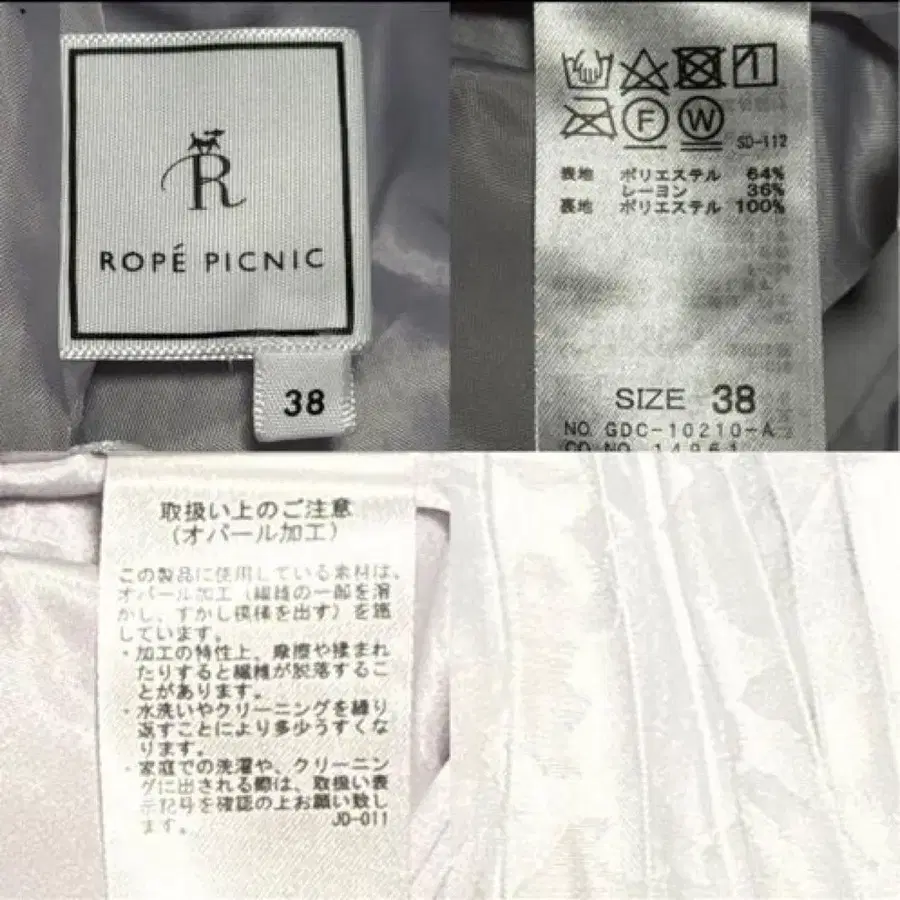 R
ROPÉ PICNIC
38
F W
SD-112
表地 ポリエステル 64%
レーヨン 36%
裏地 ポリエステル 100%
SIZE 38
NO. GDC-10210-A
CO.NO. 14961
取扱い上のご注意
(オパール加工)
この製品に使用している素材は、
オパール加工(繊維の一部を溶
かし、すかし模様を出す)を施
しています。
・加工の特性上、摩擦や揉まれ
たりすると繊維が脱落するこ
とがあります。
・水洗いやクリーニングを繰り
返すことにより多少うすくな
ります。
・家庭での洗濯や、クリーニン
グに出される際は、取扱い表
示記号を確認の上お願い致し
ます。
JO-011